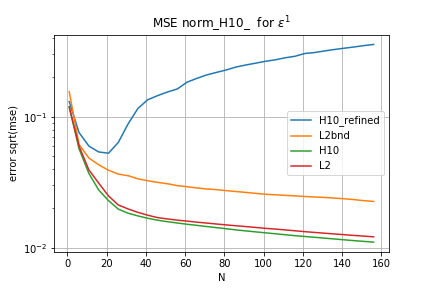 MSE norm_H10_ for ε¹
error sqrt(mse)
10⁻¹
10⁻²
H10_refined
L2bnd
H10
L2
0 20 40 60 80 100 120 140 160
N